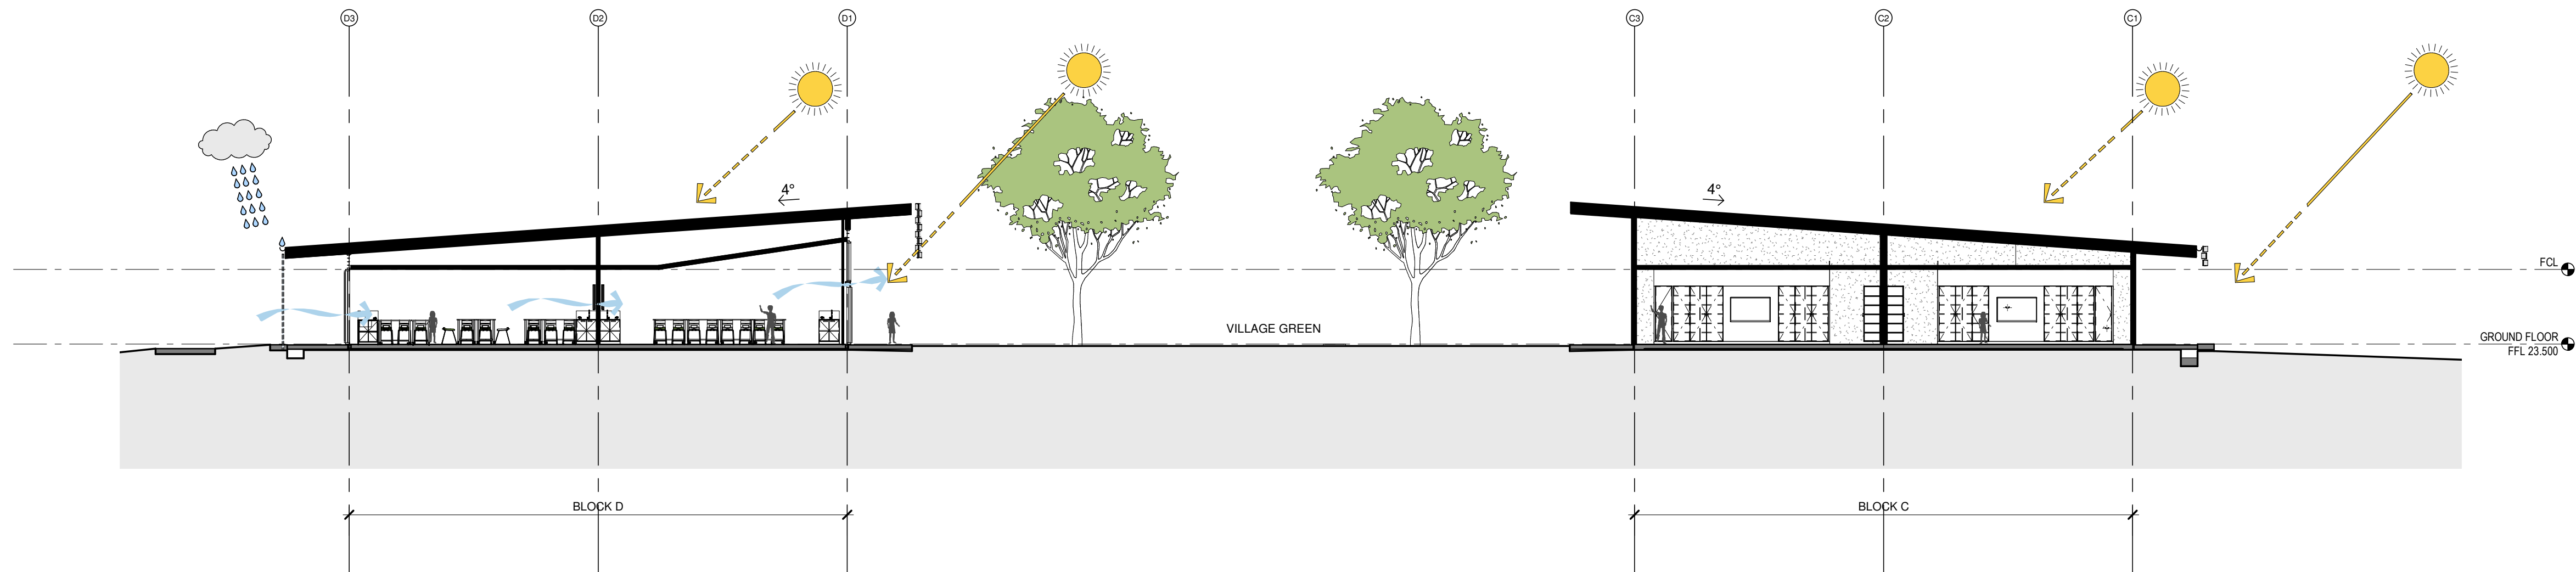 D3
D2
D1
C3
C2
C1
4°
4°
FCL
VILLAGE GREEN
GROUND FLOOR
FFL 23.500
BLOCK D
BLOCK C